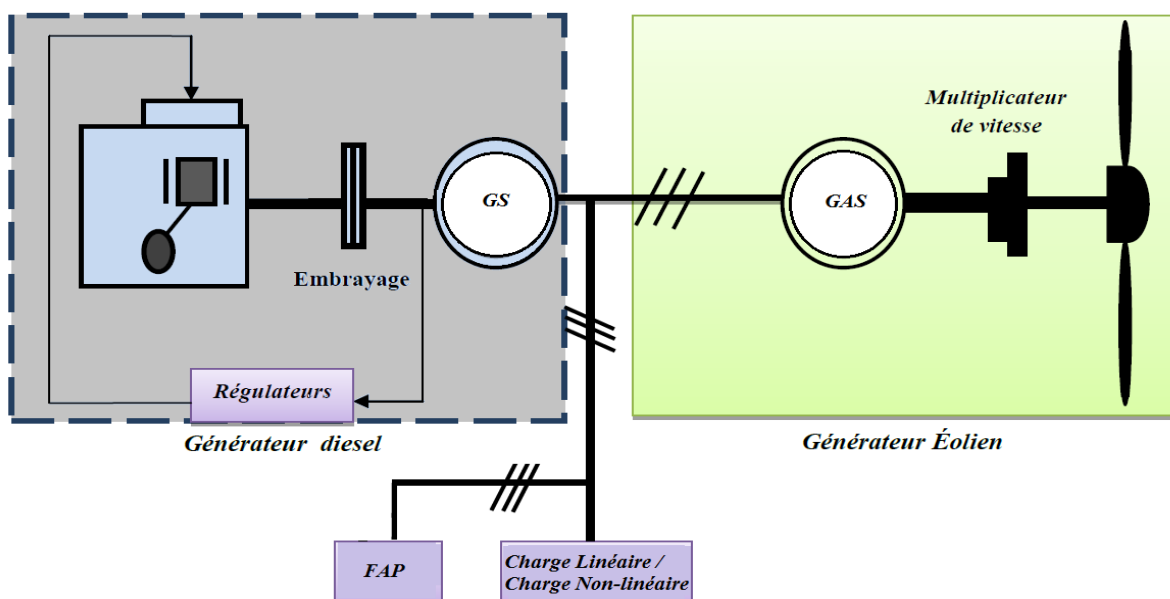 Multiplicateur
de vitesse
GS
GAS
Embrayage
Régulateurs
Générateur diesel
Générateur Éolien
FAP
Charge Linéaire /
Charge Non-linéaire